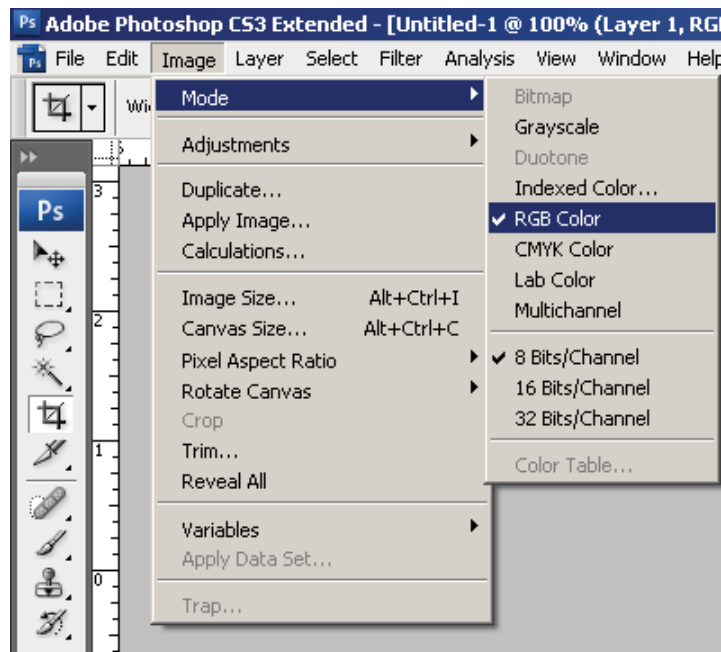 Ps Adobe Photoshop CS3 Extended - [Untitled-1 @ 100% (Layer 1, RG
Ps File Edit Image Layer Select Filter Analysis View Window Help
Mode
Adjustments
Duplicate...
Apply Image...
Calculations...
Image Size... Alt+Ctrl+I
Canvas Size... Alt+Ctrl+C
Pixel Aspect Ratio
Rotate Canvas
Crop
Trim...
Reveal All
Variables
Apply Data Set...
Trap...
Bitmap
Grayscale
Duotone
Indexed Color...
RGB Color
CMYK Color
Lab Color
Multichannel
8 Bits/Channel
16 Bits/Channel
32 Bits/Channel
Color Table...
Ps
3
2
1
0